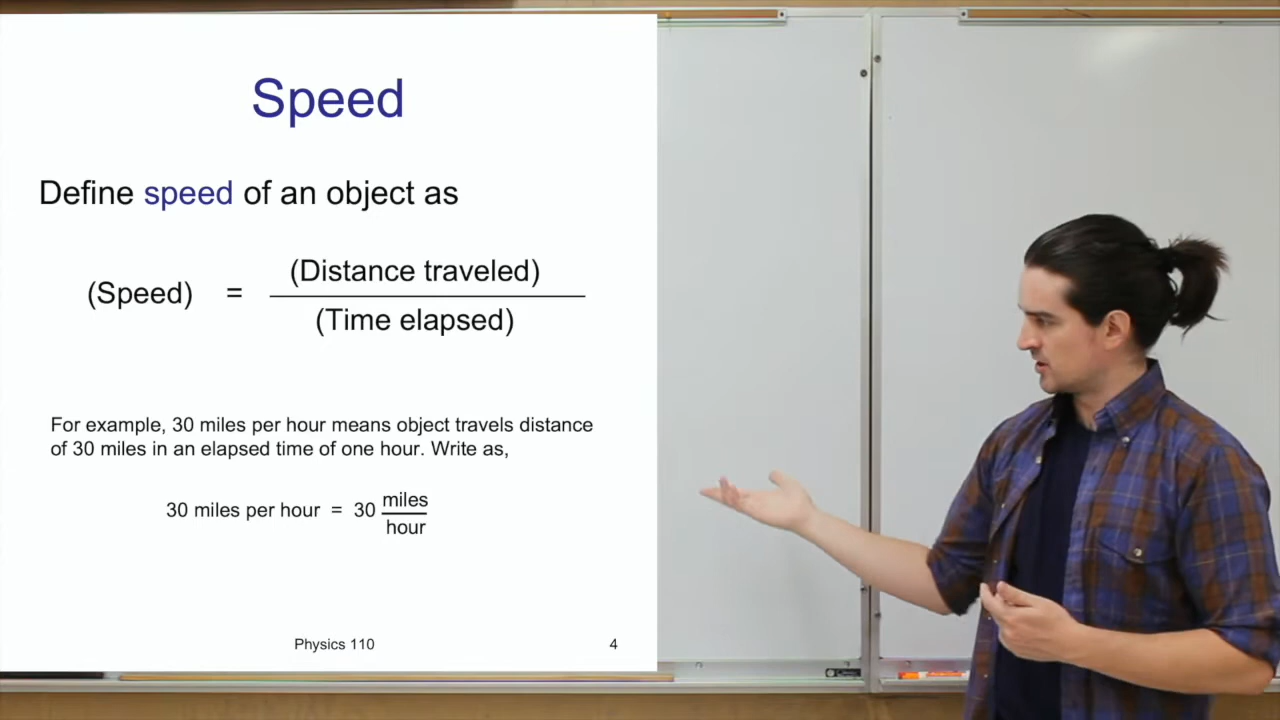 Speed
Define speed of an object as
(Speed) = (Distance traveled)
(Time elapsed)
For example, 30 miles per hour means object travels distance
of 30 miles in an elapsed time of one hour. Write as,
30 miles per hour = 30 miles
hour
Physics 110 4